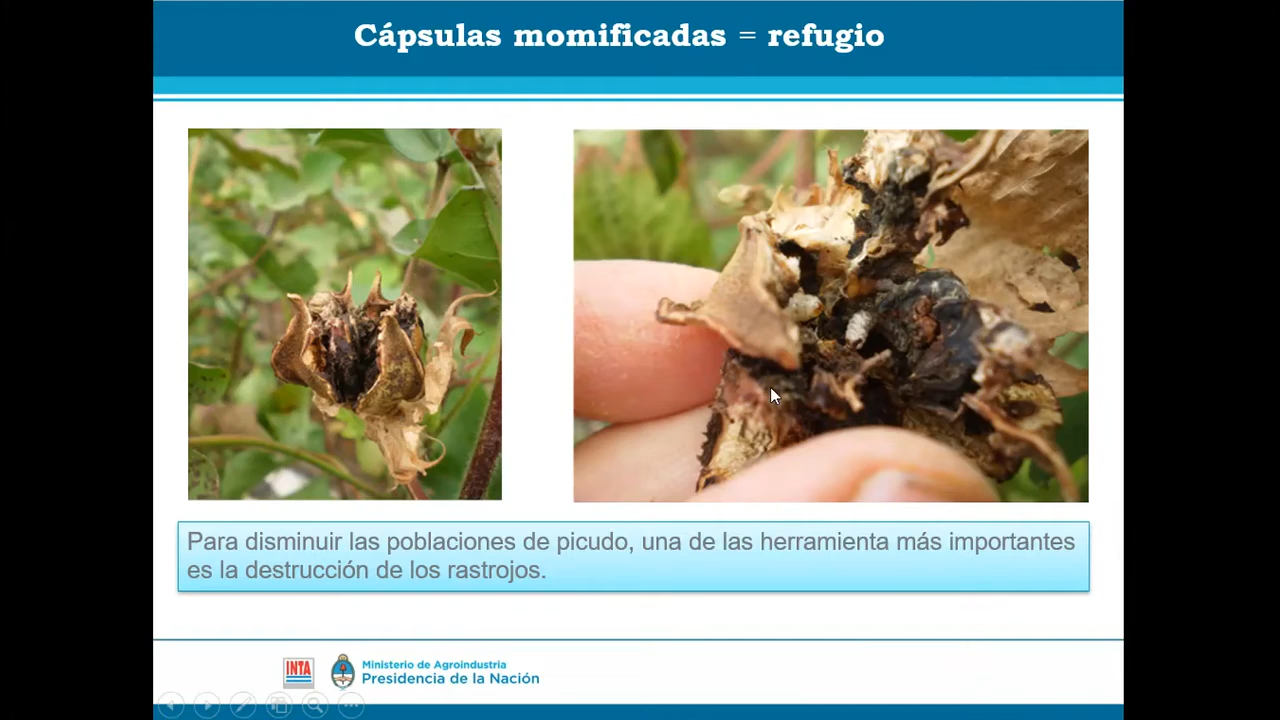 Cápsulas momificadas = refugio
Para disminuir las poblaciones de picudo, una de las herramienta más importantes
es la destrucción de los rastrojos.
INTA
Ministerio de Agroindustria
Presidencia de la Nación